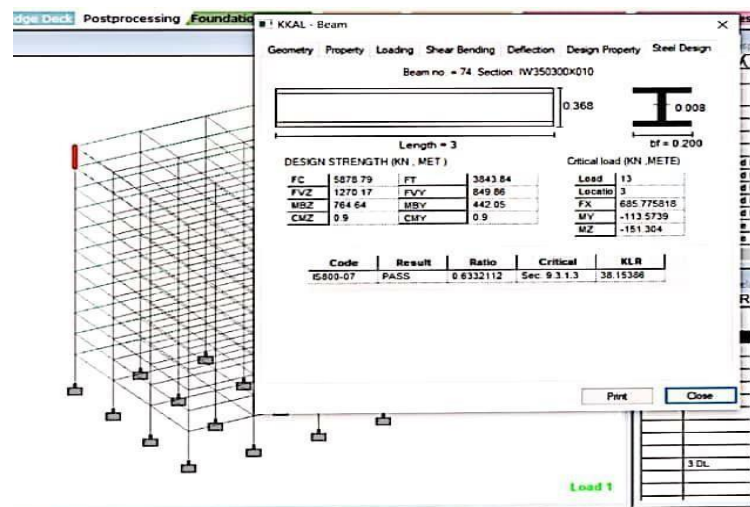 idge Deck Postprocessing Foundatio
KKAL - Beam
Geometry Property Loading Shear Bending Deflection Design Property Steel Design
Beam no. = 74 Section: IW350300X010
0.368
0.008
Length = 3
bf = 0.200
DESIGN STRENGTH (KN , MET )
Critical load (KN ,METE)
FC 5878.79 FT 3843.84
FVZ 1270.17 FVY 849.86
MBZ 764.64 MBY 442.05
CMZ 0.9 CMY 0.9
Load 13
Locatio 3
FX 685.775818
MY -113.5739
MZ -151.304
Code Result Ratio Critical KLR
IS800-07 PASS 0.6332112 Sec. 9.3.1.3 38.15386
Print Close
3 DL
Load 1